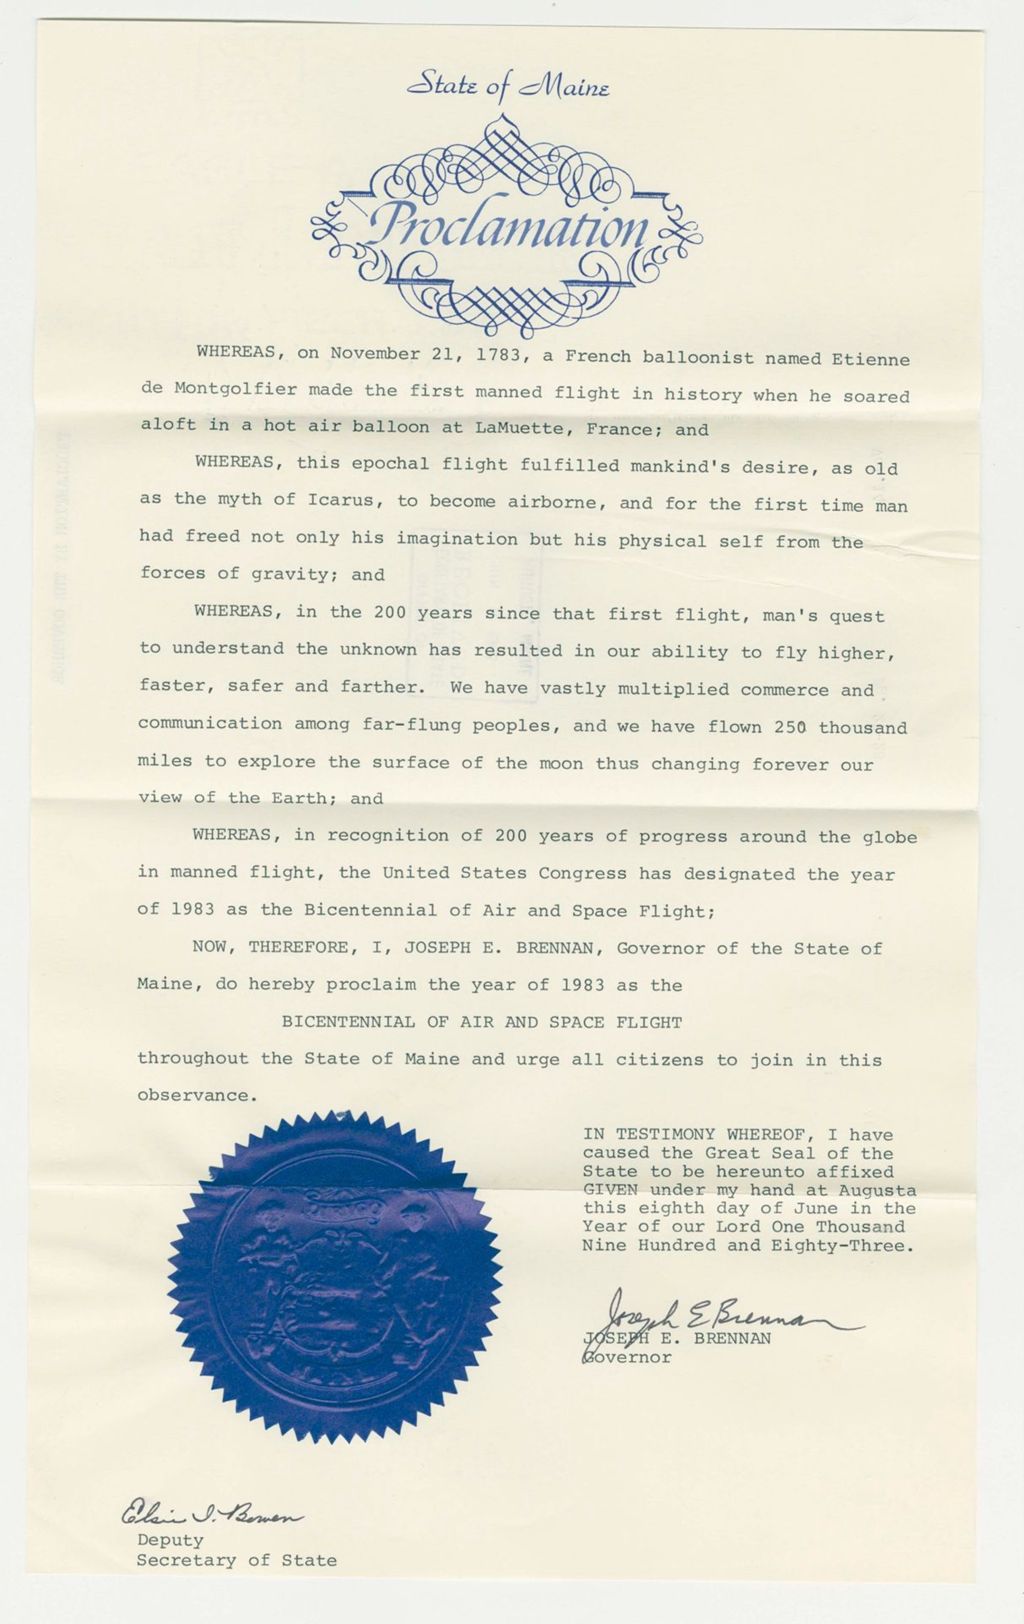 State of Maine
Proclamation
WHEREAS, on November 21, 1783, a French balloonist named Etienne
de Montgolfier made the first manned flight in history when he soared
aloft in a hot air balloon at LaMuette, France; and
WHEREAS, this epochal flight fulfilled mankind's desire, as old
as the myth of Icarus, to become airborne, and for the first time man
had freed not only his imagination but his physical self from the
forces of gravity; and
WHEREAS, in the 200 years since that first flight, man's quest
to understand the unknown has resulted in our ability to fly higher,
faster, safer and farther. We have vastly multiplied commerce and
communication among far-flung peoples, and we have flown 250 thousand
miles to explore the surface of the moon thus changing forever our
view of the Earth; and
WHEREAS, in recognition of 200 years of progress around the globe
in manned flight, the United States Congress has designated the year
of 1983 as the Bicentennial of Air and Space Flight;
NOW, THEREFORE, I, JOSEPH E. BRENNAN, Governor of the State of
Maine, do hereby proclaim the year of 1983 as the
BICENTENNIAL OF AIR AND SPACE FLIGHT
throughout the State of Maine and urge all citizens to join in this
observance.
IN TESTIMONY WHEREOF, I have
caused the Great Seal of the
State to be hereunto affixed
GIVEN under my hand at Augusta
this eighth day of June in the
Year of our Lord One Thousand
Nine Hundred and Eighty-Three.
Joseph E Brennan
JOSEPH E. BRENNAN
Governor
Elsie I. Bowen
Deputy
Secretary of State